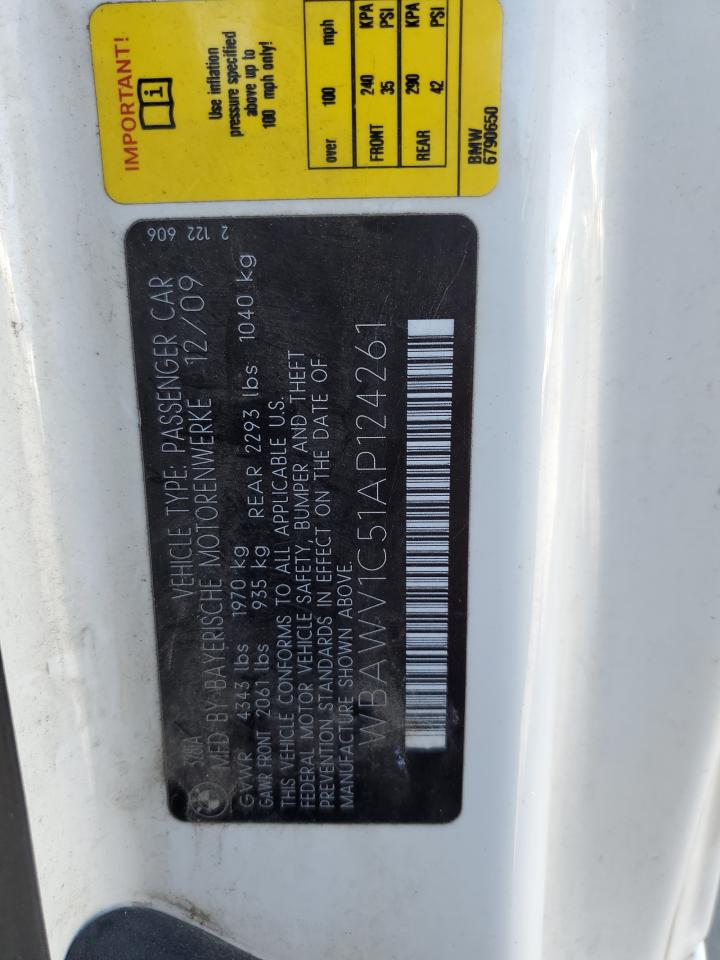 IMPORTANT!
i
Use inflation
pressure specified
above up to
100 mph only!
over 100 mph
FRONT 240 KPA
35 PSI
REAR 290 KPA
42 PSI
BMW
6790650
2 122 606
VEHICLE TYPE: PASSENGER CAR
MFD BY BAYERISCHE MOTORENWERKE 12/09
GVWR 4343 lbs 1970 kg
GAWR FRONT 2061 lbs 935 kg REAR 2293 lbs 1040 kg
THIS VEHICLE CONFORMS TO ALL APPLICABLE U.S.
FEDERAL MOTOR VEHICLE SAFETY, BUMPER AND THEFT
PREVENTION STANDARDS IN EFFECT ON THE DATE OF
MANUFACTURE SHOWN ABOVE.
WBAWV1C51AP124261